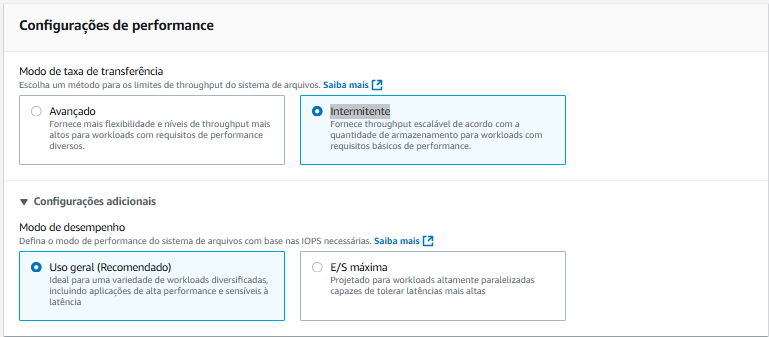 Configurações de performance
Modo de taxa de transferência
Escolha um método para os limites de throughput do sistema de arquivos. Saiba mais
Avançado
Fornece mais flexibilidade e níveis de throughput mais
altos para workloads com requisitos de performance
diversos.
Intermitente
Fornece throughput escalável de acordo com a
quantidade de armazenamento para workloads com
requisitos básicos de performance.
Configurações adicionais
Modo de desempenho
Defina o modo de performance do sistema de arquivos com base nas IOPS necessárias. Saiba mais
Uso geral (Recomendado)
Ideal para uma variedade de workloads diversificadas,
incluindo aplicações de alta performance e sensíveis à
latência
E/S máxima
Projetado para workloads altamente paralelizadas
capazes de tolerar latências mais altas